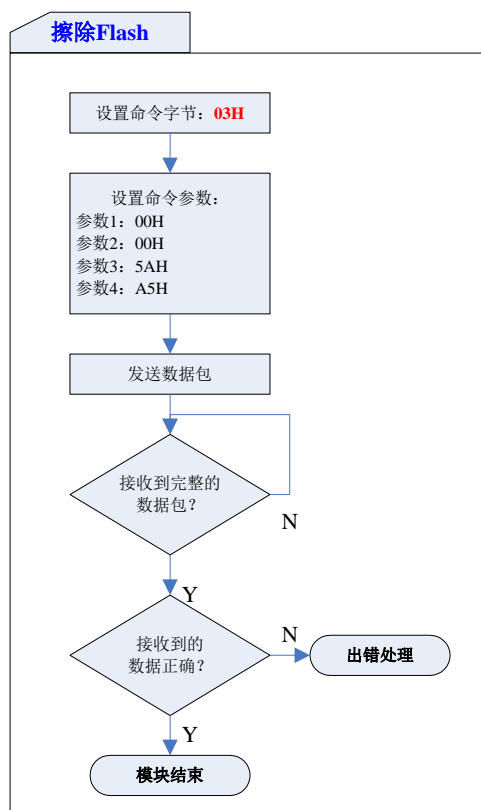 擦除Flash
设置命令字节：03H
设置命令参数：
参数1：00H
参数2：00H
参数3：5AH
参数4：A5H
发送数据包
接收到完整的
数据包？
N
Y
接收到的
数据正确？
N
出错处理
Y
模块结束